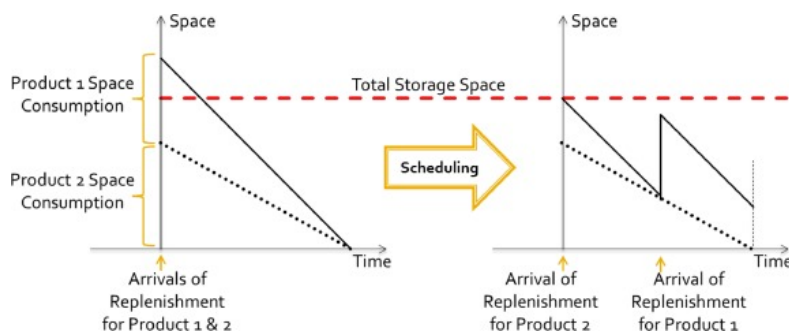 Space
Product 1 Space
Consumption
Product 2 Space
Consumption
Time
Arrivals of
Replenishment
for Product 1 & 2
Total Storage Space
Scheduling
Space
Time
Arrival of
Replenishment
for Product 2
Arrival of
Replenishment
for Product 1